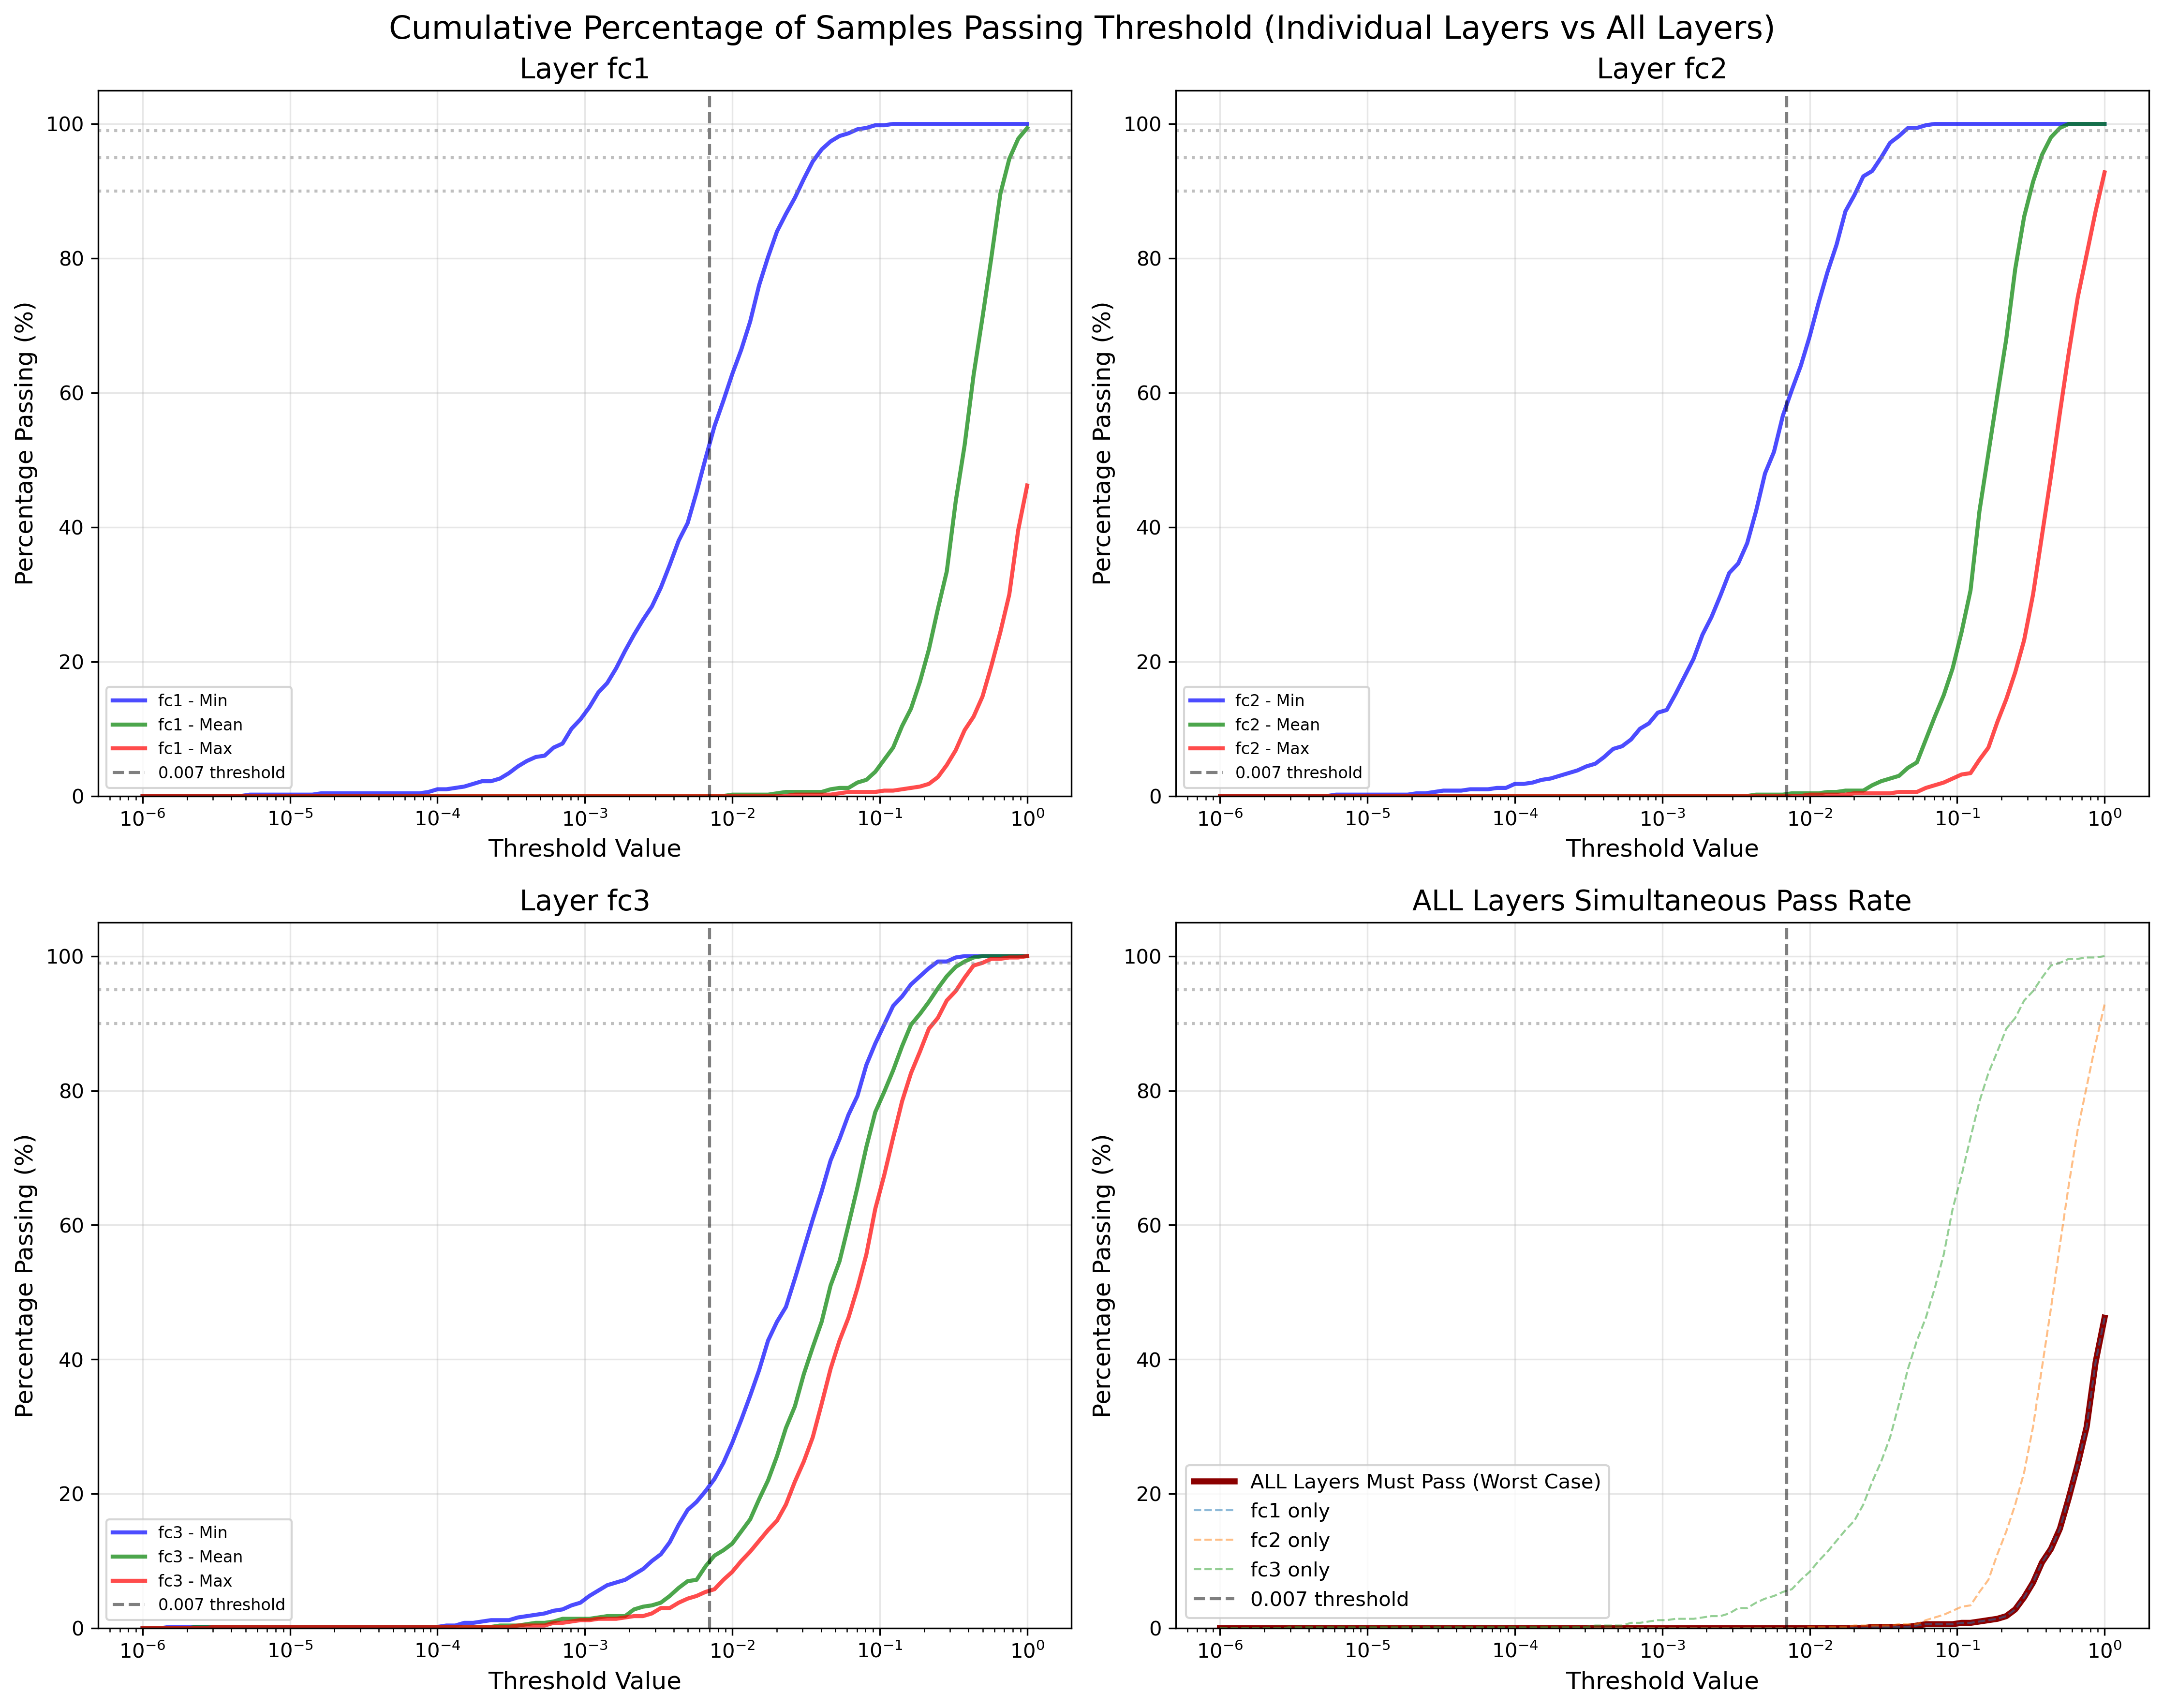 Cumulative Percentage of Samples Passing Threshold (Individual Layers vs All Layers)
Layer fc1
Percentage Passing (%)
100
80
60
40
20
0
fc1 - Min
fc1 - Mean
fc1 - Max
0.007 threshold
10⁻⁶ 10⁻⁵ 10⁻⁴ 10⁻³ 10⁻² 10⁻¹ 10⁰
Threshold Value
Layer fc2
Percentage Passing (%)
100
80
60
40
20
0
fc2 - Min
fc2 - Mean
fc2 - Max
0.007 threshold
10⁻⁶ 10⁻⁵ 10⁻⁴ 10⁻³ 10⁻² 10⁻¹ 10⁰
Threshold Value
Layer fc3
Percentage Passing (%)
100
80
60
40
20
0
fc3 - Min
fc3 - Mean
fc3 - Max
0.007 threshold
10⁻⁶ 10⁻⁵ 10⁻⁴ 10⁻³ 10⁻² 10⁻¹ 10⁰
Threshold Value
ALL Layers Simultaneous Pass Rate
Percentage Passing (%)
100
80
60
40
20
0
ALL Layers Must Pass (Worst Case)
fc1 only
fc2 only
fc3 only
0.007 threshold
10⁻⁶ 10⁻⁵ 10⁻⁴ 10⁻³ 10⁻² 10⁻¹ 10⁰
Threshold Value